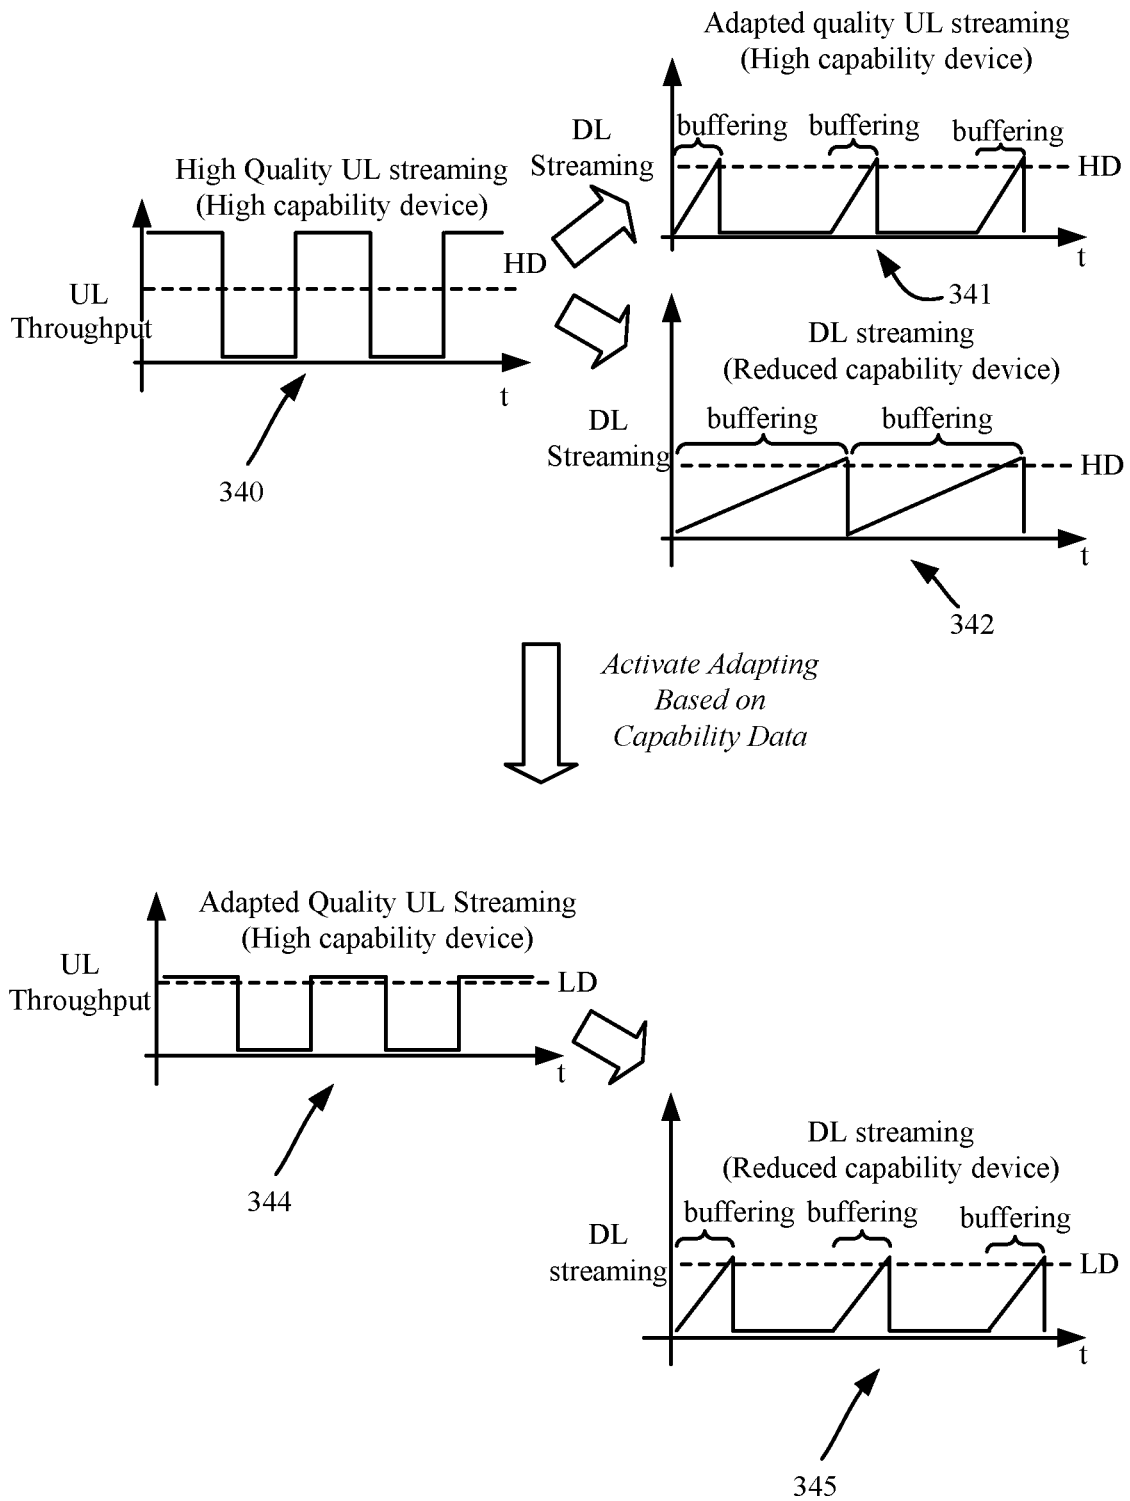 Adapted quality UL streaming
(High capability device)
DL
Streaming
buffering
buffering
buffering
HD
t
341
High Quality UL streaming
(High capability device)
HD
UL
Throughput
t
340
DL streaming
(Reduced capability device)
DL
Streaming
buffering
buffering
HD
t
342
Activate Adapting
Based on
Capability Data
Adapted Quality UL Streaming
(High capability device)
UL
Throughput
LD
t
344
DL streaming
(Reduced capability device)
DL
streaming
buffering
buffering
buffering
LD
t
345